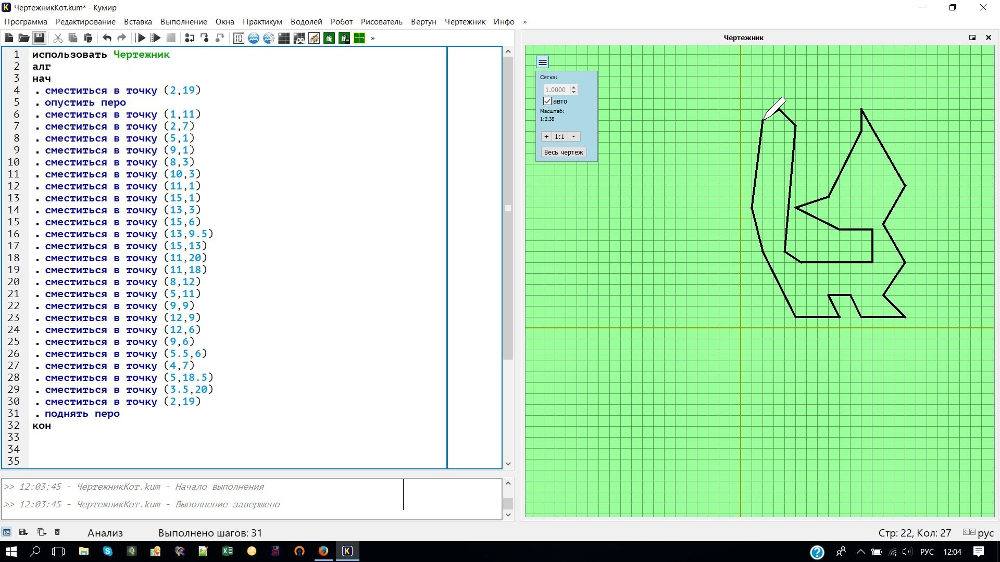 ЧертежникКот.kum* - Кумир
Программа Редактирование Вставка Выполнение Окна Практикум Водолей Робот Рисователь Вертун Чертежник Инфо »
»
Чертежник
1 использовать Чертежник
2 алг
3 нач
4 . сместиться в точку (2,19)
5 . опустить перо
6 . сместиться в точку (1,11)
7 . сместиться в точку (2,7)
8 . сместиться в точку (5,1)
9 . сместиться в точку (9,1)
10 . сместиться в точку (8,3)
11 . сместиться в точку (10,3)
12 . сместиться в точку (11,1)
13 . сместиться в точку (15,1)
14 . сместиться в точку (13,3)
15 . сместиться в точку (15,6)
16 . сместиться в точку (13,9.5)
17 . сместиться в точку (15,13)
18 . сместиться в точку (11,20)
19 . сместиться в точку (11,18)
20 . сместиться в точку (8,12)
21 . сместиться в точку (5,11)
22 . сместиться в точку (9,9)
23 . сместиться в точку (12,9)
24 . сместиться в точку (12,6)
25 . сместиться в точку (9,6)
26 . сместиться в точку (5.5,6)
27 . сместиться в точку (4,7)
28 . сместиться в точку (5,18.5)
29 . сместиться в точку (3.5,20)
30 . сместиться в точку (2,19)
31 . поднять перо
32 кон
33
34
35
Сетка:
1.0000
авто
Масштаб:
1:2.38
+ 1:1 -
Весь чертеж
>> 12:03:45 - ЧертежникКот.kum - Начало выполнения
>> 12:03:45 - ЧертежникКот.kum - Выполнение завершено
Анализ Выполнено шагов: 31 Стр: 22, Кол: 27 рус
РУС 12:04